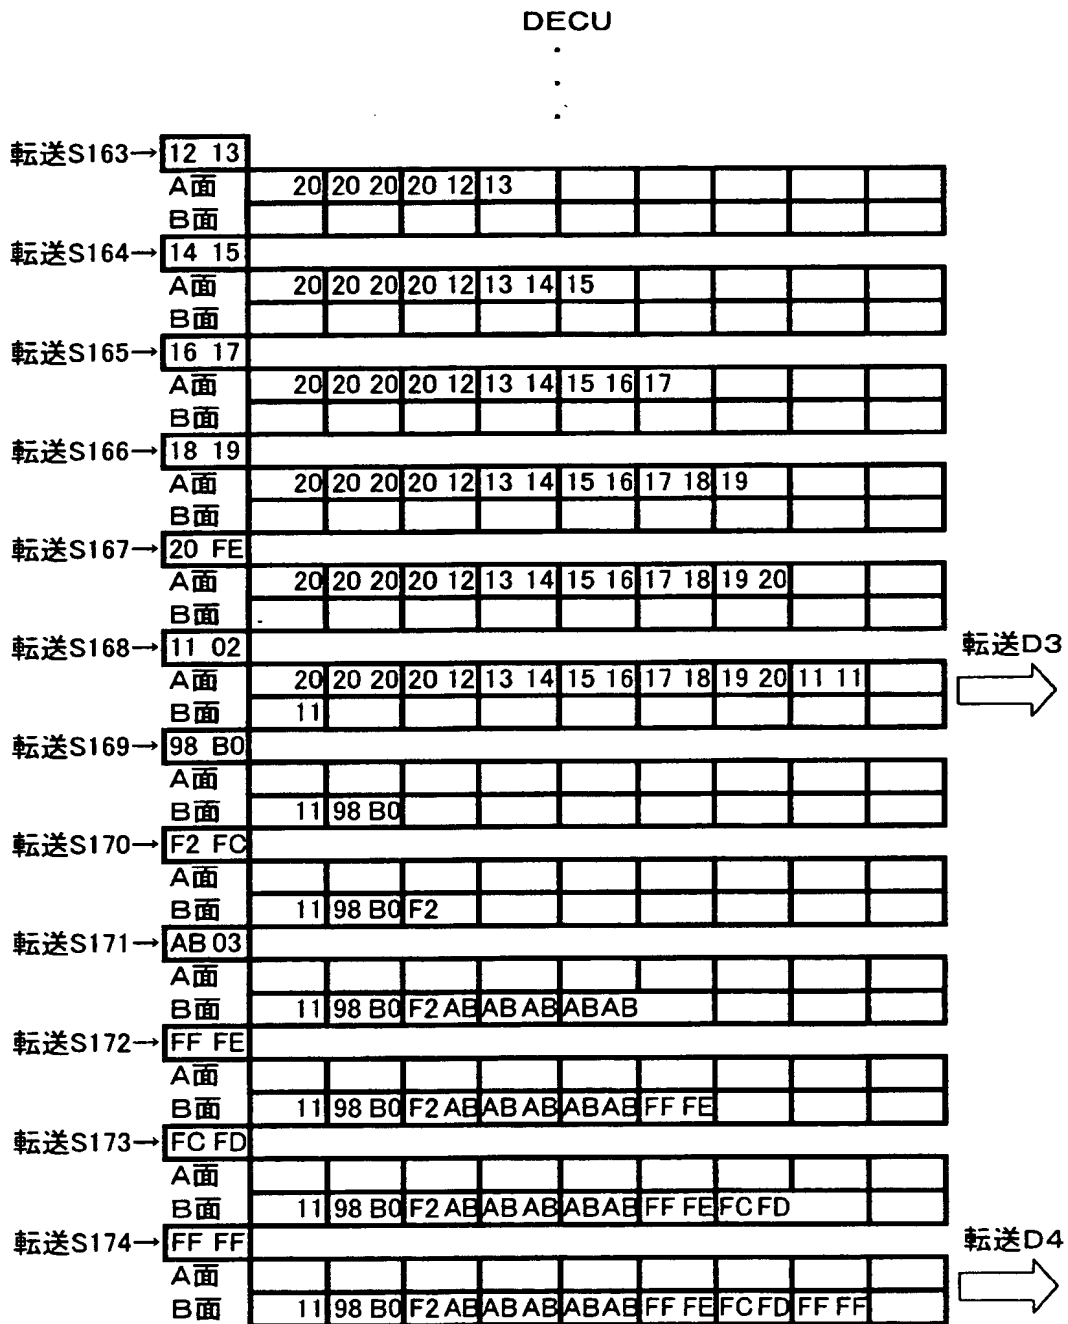 DECU
転送S163→ 12 13
A面 20 20 20 20 12 13
B面
転送S164→ 14 15
A面 20 20 20 20 12 13 14 15
B面
転送S165→ 16 17
A面 20 20 20 20 12 13 14 15 16 17
B面
転送S166→ 18 19
A面 20 20 20 20 12 13 14 15 16 17 18 19
B面
転送S167→ 20 FE
A面 20 20 20 20 12 13 14 15 16 17 18 19 20
B面
転送S168→ 11 02 転送D3
A面 20 20 20 20 12 13 14 15 16 17 18 19 20 11 11
B面 11
転送S169→ 98 B0
A面
B面 11 98 B0
転送S170→ F2 FC
A面
B面 11 98 B0 F2
転送S171→ AB 03
A面
B面 11 98 B0 F2 AB AB AB AB AB
転送S172→ FF FE
A面
B面 11 98 B0 F2 AB AB AB AB AB FF FE
転送S173→ FC FD
A面
B面 11 98 B0 F2 AB AB AB AB AB FF FE FC FD
転送S174→ FF FF 転送D4
A面
B面 11 98 B0 F2 AB AB AB AB AB FF FE FC FD FF FF